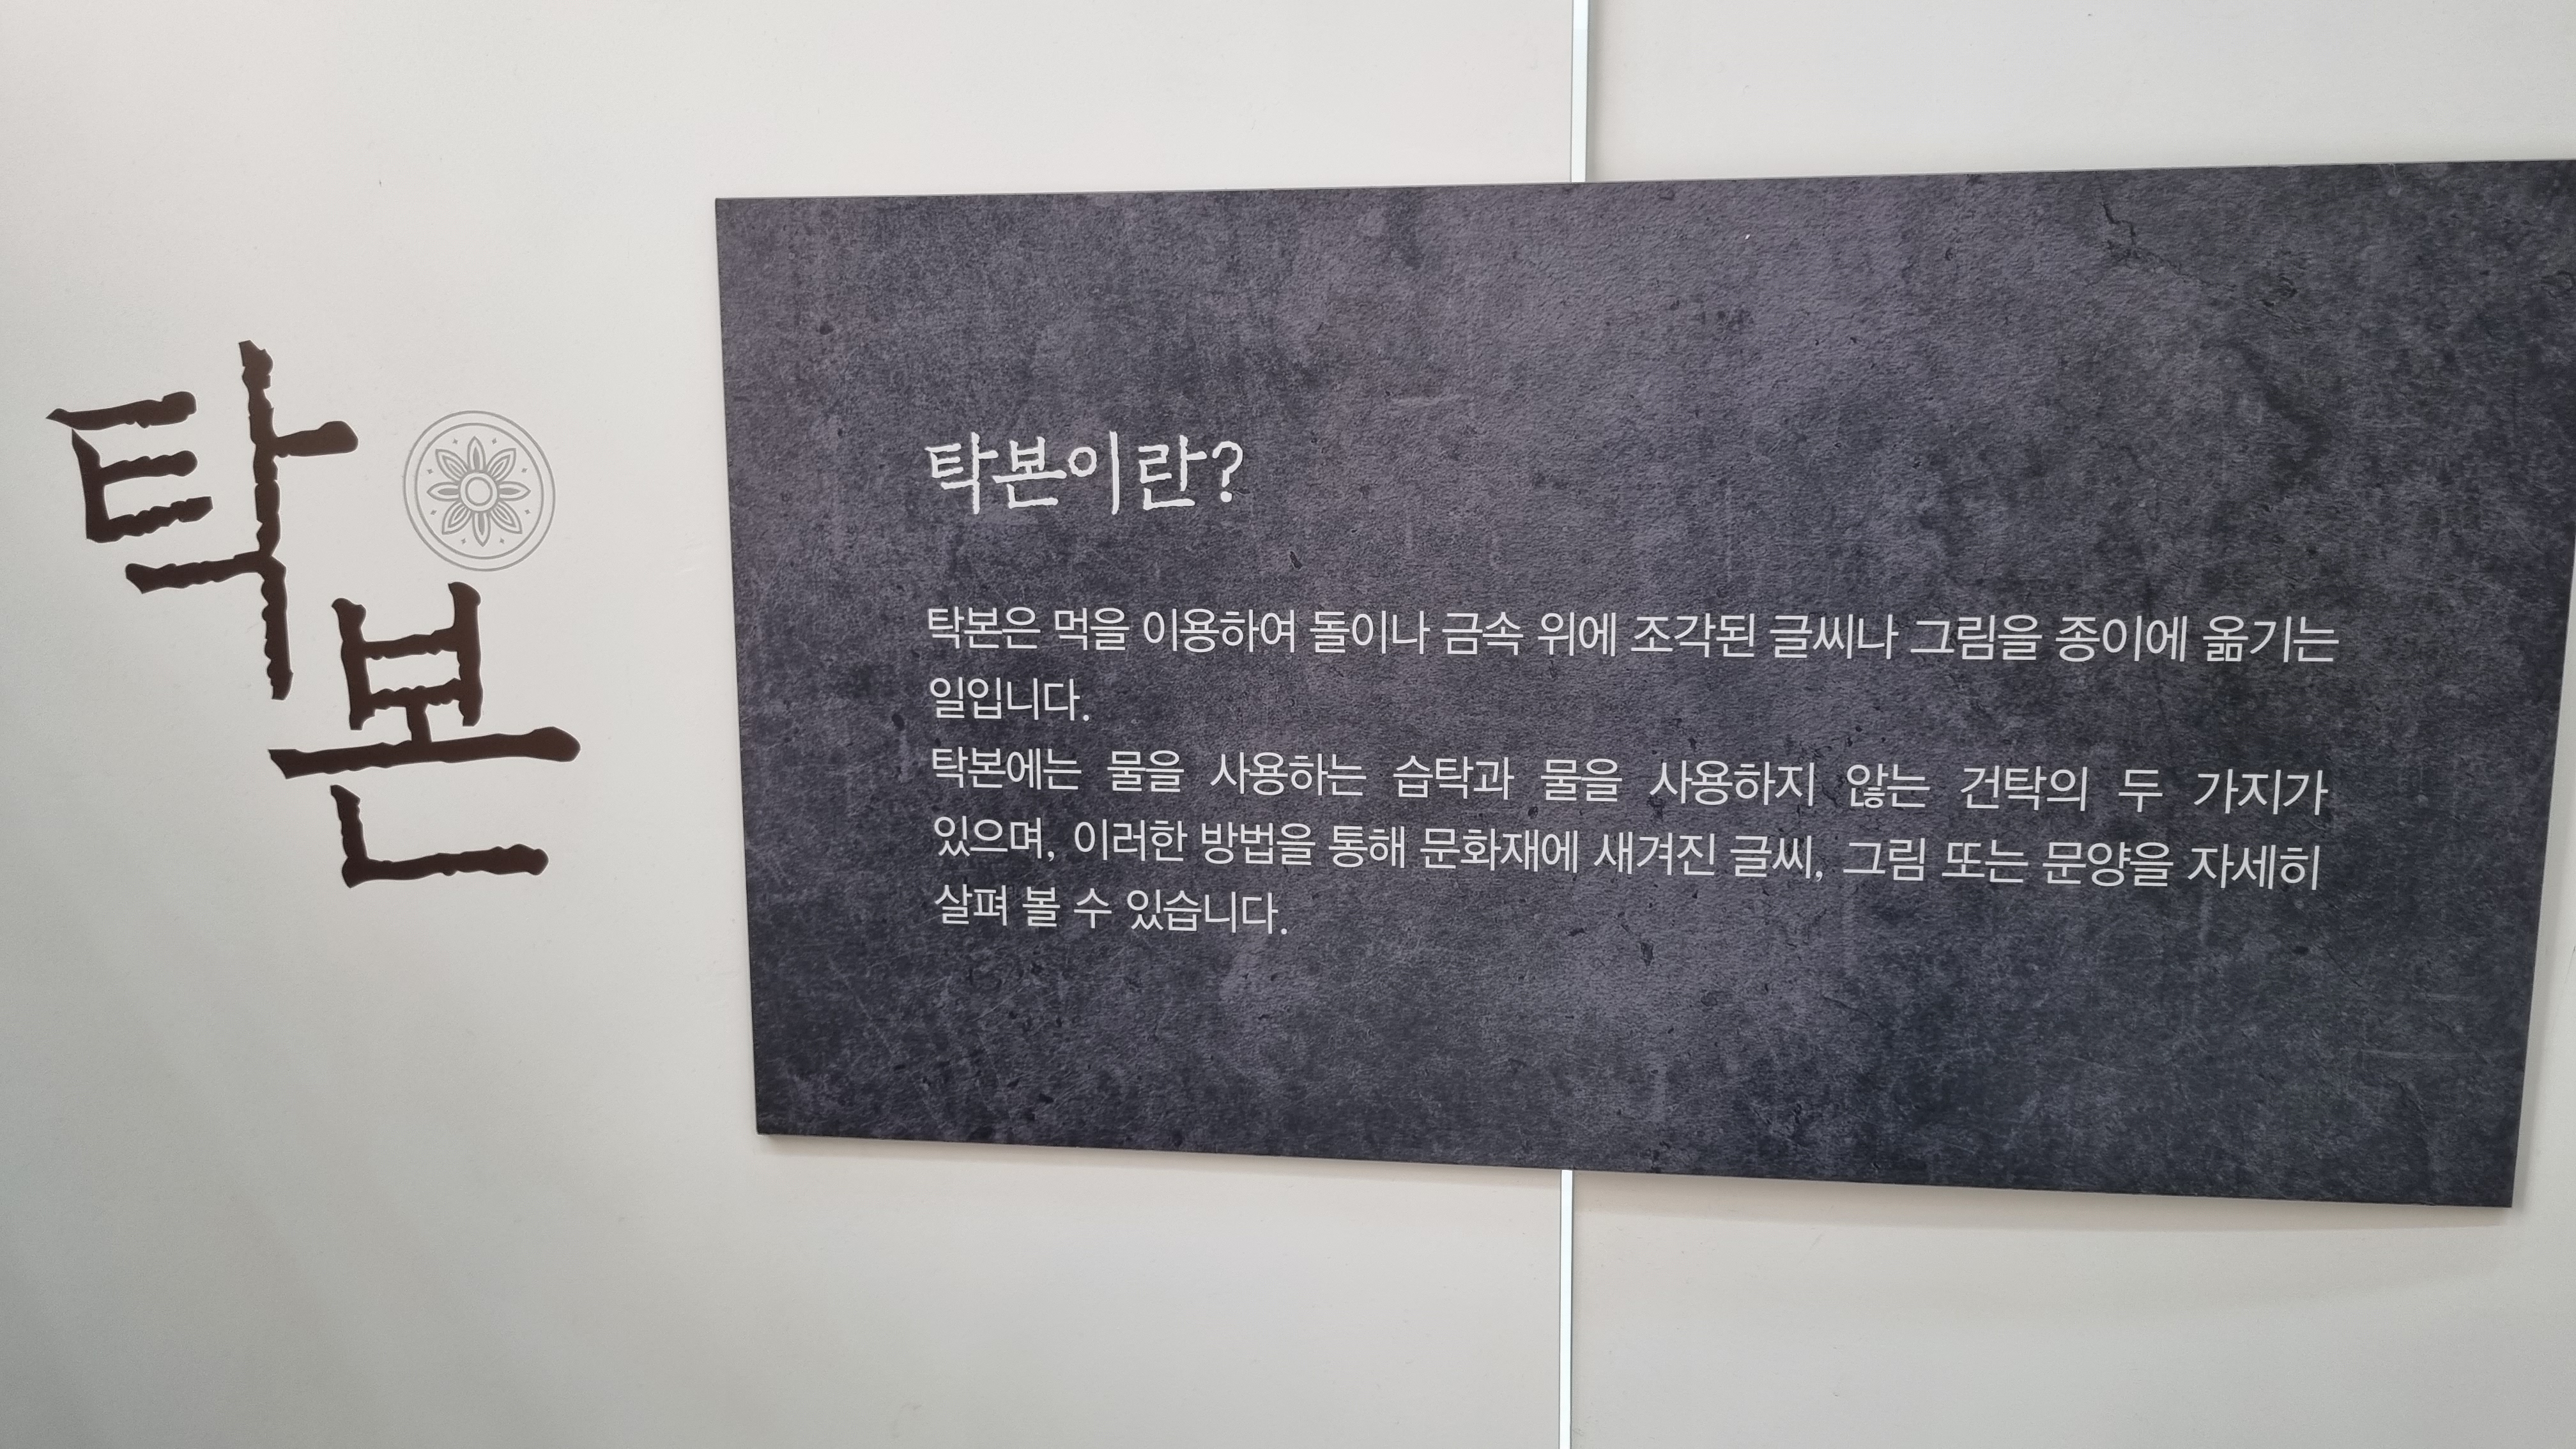 탁본
탁본이란?
탁본은 먹을 이용하여 돌이나 금속 위에 조각된 글씨나 그림을 종이에 옮기는
일입니다.
탁본에는 물을 사용하는 습탁과 물을 사용하지 않는 건탁의 두 가지가
있으며, 이러한 방법을 통해 문화재에 새겨진 글씨, 그림 또는 문양을 자세히
살펴 볼 수 있습니다.